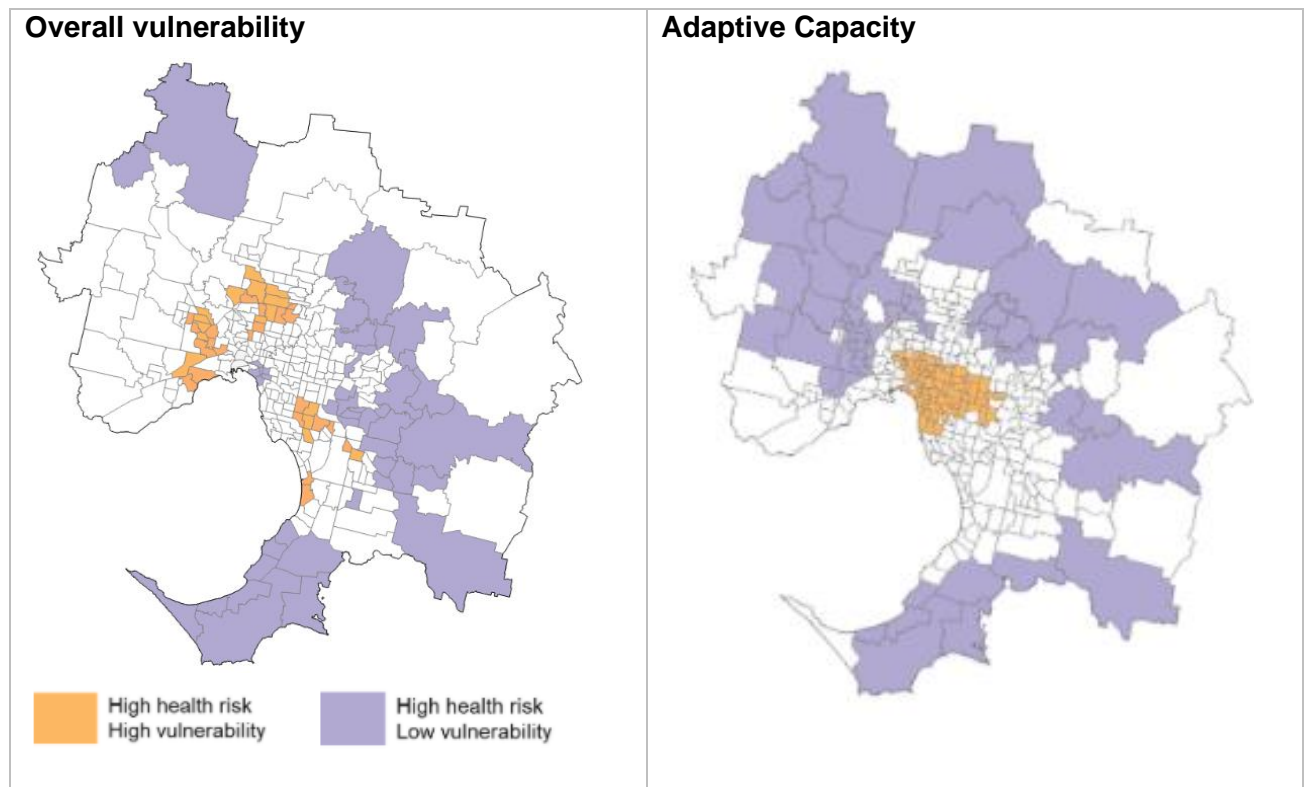 Overall vulnerability
Adaptive Capacity
High health risk
High vulnerability
High health risk
Low vulnerability